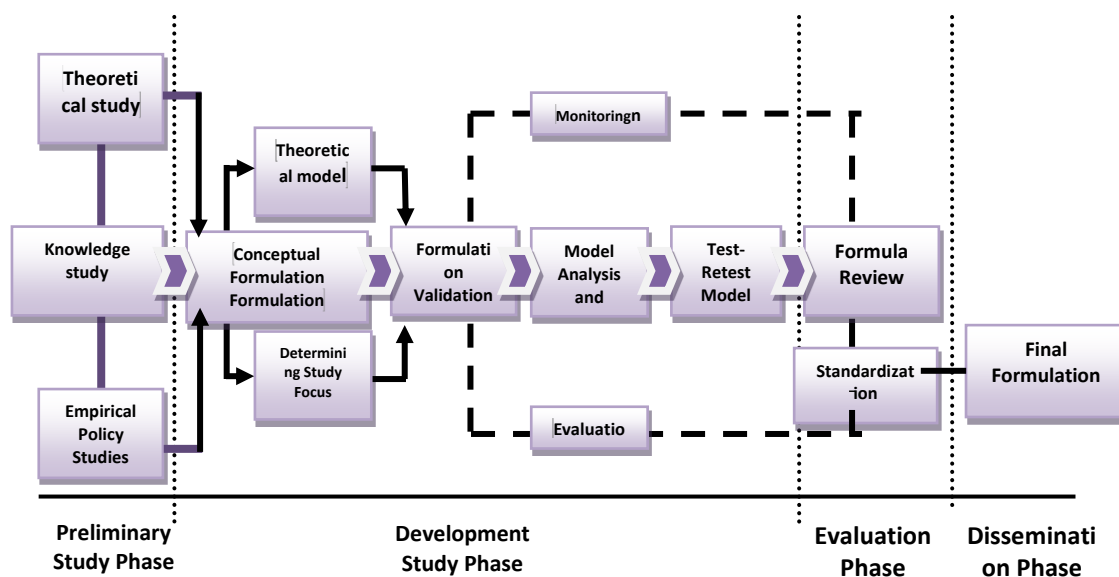 Theoreti
cal study
Knowledge
study
Empirical
Policy
Studies
Conceptual
Formulation
Formulation
Theoretic
al model
Determini
ng Study
Focus
Formulati
on
Validation
Monitoringn
Model
Analysis
and
Evaluatio
Test-
Retest
Model
Formula
Review
Standardizat
ion
Final
Formulation
Preliminary
Study Phase
Development
Study Phase
Evaluation
Phase
Disseminati
on Phase